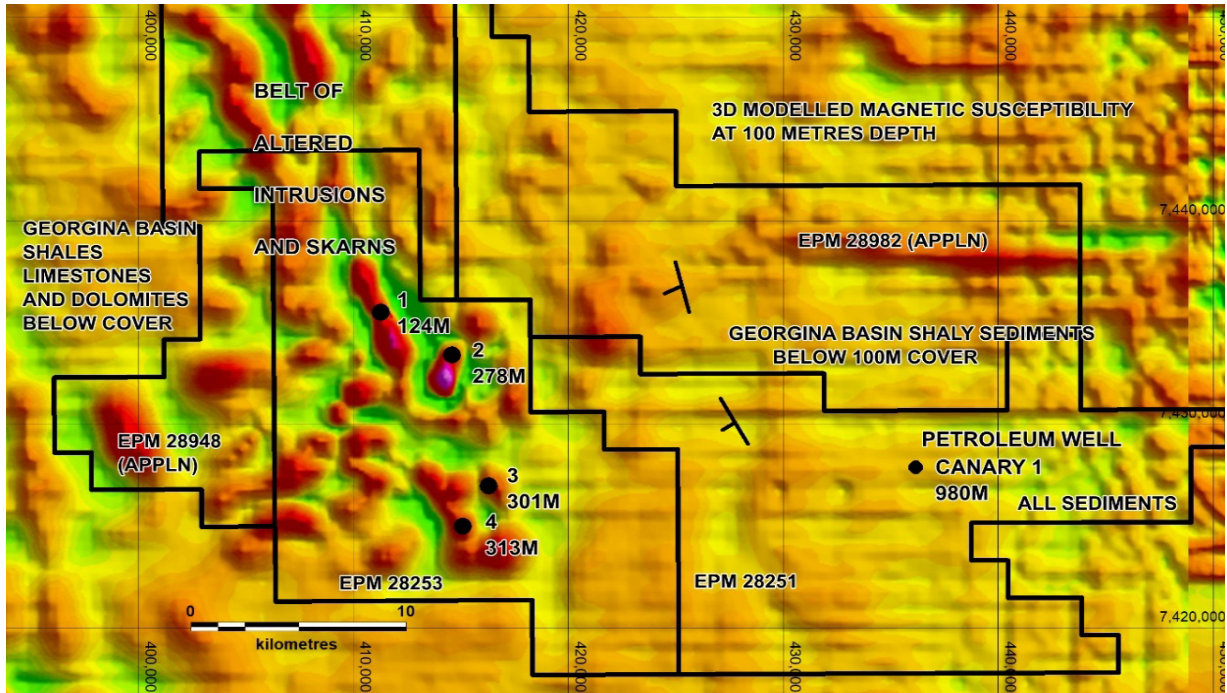 400,000
410,000
420,000
430,000
440,000
BELT OF
ALTERED
INTRUSIONS
AND SKARNS
3D MODELLED MAGNETIC SUSCEPTIBILITY
AT 100 METRES DEPTH
7,440,000
GEORGINA BASIN
SHALES
LIMESTONES
AND DOLOMITES
BELOW COVER
EPM 28982 (APPLN)
1
124M
2
278M
GEORGINA BASIN SHALY SEDIMENTS
BELOW 100M COVER
7,430,000
EPM 28948
(APPLN)
PETROLEUM WELL
CANARY 1
980M
ALL SEDIMENTS
3
301M
4
313M
EPM 28253
EPM 28251
0
10
kilometres
7,420,000
400,000
410,000
420,000
430,000
440,000